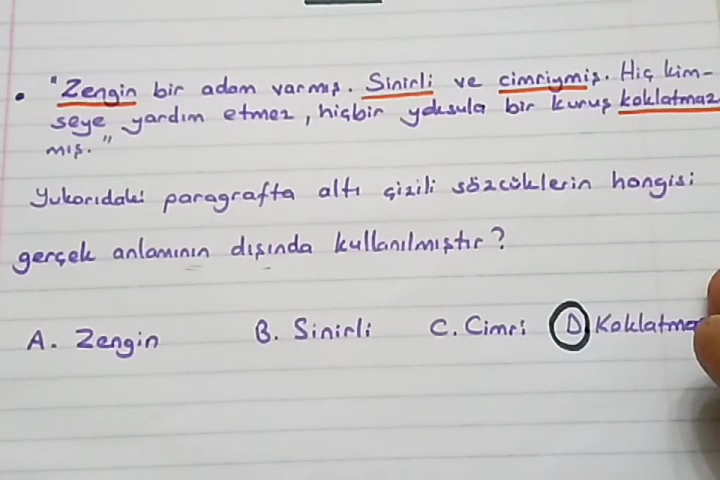 • "Zengin bir adam varmış. Sinirli ve cimriymiş. Hiç kim-
seye yardım etmez, hiçbir yoksula bir kuruş koklatmaz
mış."
Yukarıdaki paragrafta altı çizili sözcüklerin hangisi
gerçek anlamının dışında kullanılmıştır?
A. Zengin B. Sinirli C. Cimri D. Koklatma